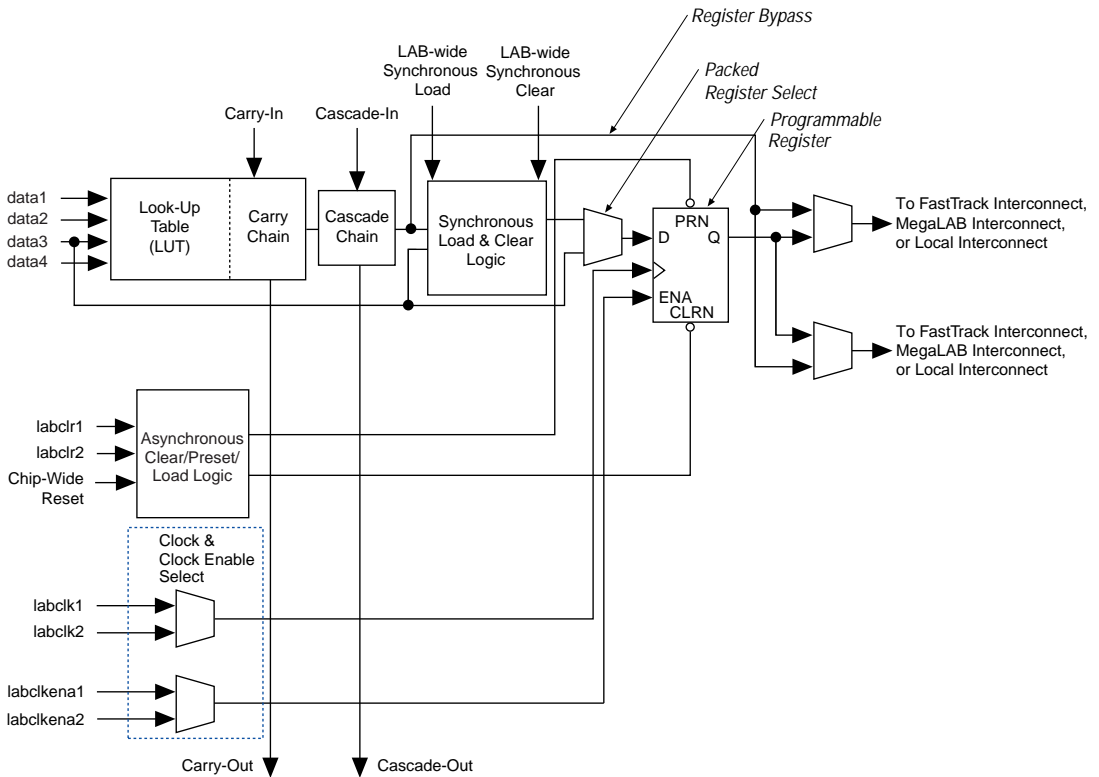 Register Bypass
LAB-wide
Synchronous
Load
LAB-wide
Synchronous
Clear
Packed
Register Select
Carry-In
Cascade-In
Programmable
Register
data1
data2
data3
data4
Look-Up
Table
(LUT)
Carry
Chain
Cascade
Chain
Synchronous
Load & Clear
Logic
PRN
D
Q
ENA
CLRN
To FastTrack Interconnect,
MegaLAB Interconnect,
or Local Interconnect
To FastTrack Interconnect,
MegaLAB Interconnect,
or Local Interconnect
labclr1
labclr2
Chip-Wide
Reset
Asynchronous
Clear/Preset/
Load Logic
Clock &
Clock Enable
Select
labclk1
labclk2
labclkena1
labclkena2
Carry-Out
Cascade-Out